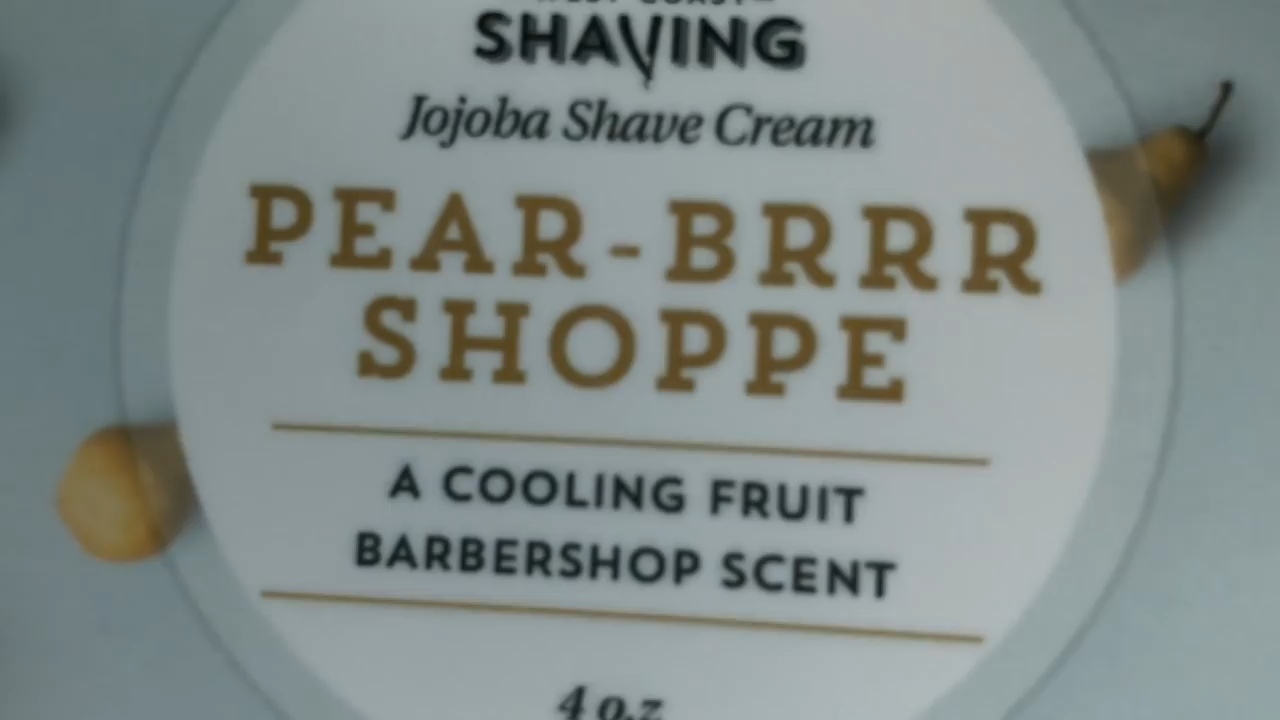 SHAVING
Jojoba Shave Cream
PEAR-BRRR
SHOPPE
A COOLING FRUIT
BARBERSHOP SCENT
4 oz